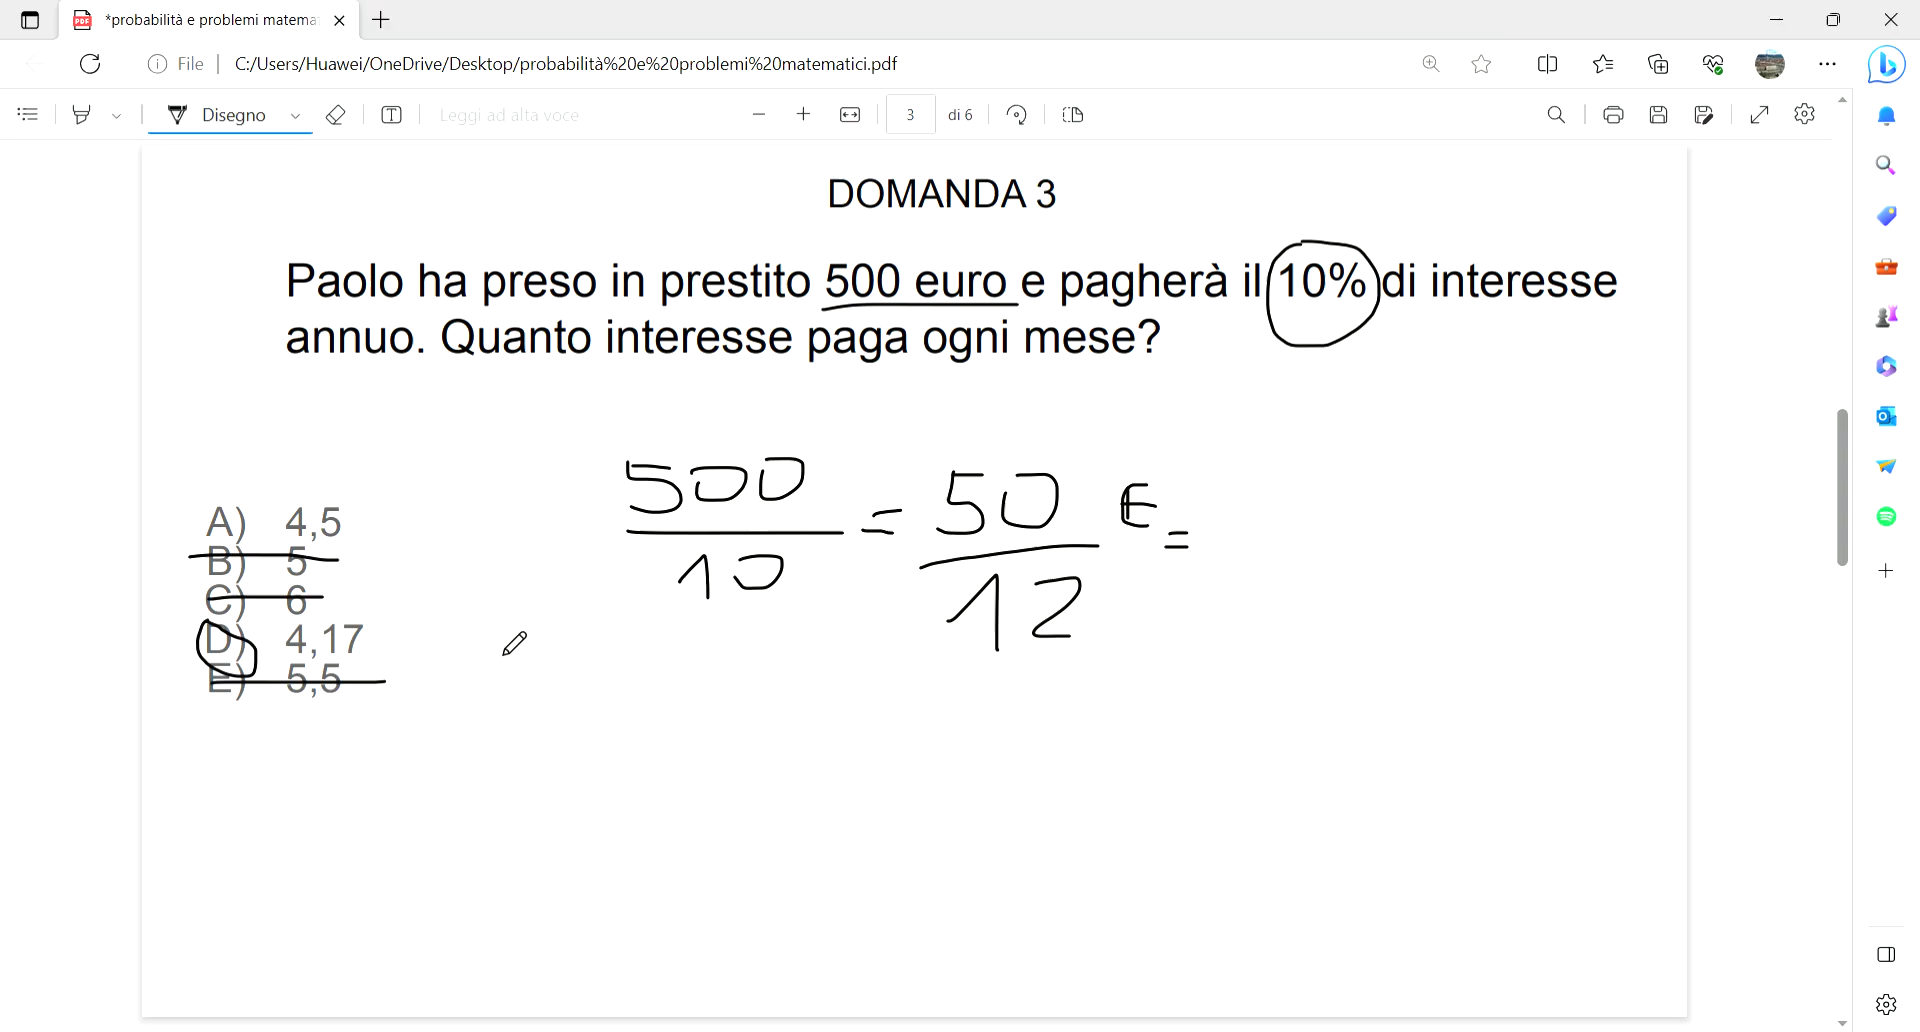 *probabilità e problemi matema
File
C:/Users/Huawei/OneDrive/Desktop/probabilità%20e%20problemi%20matematici.pdf
Disegno
Leggi ad alta voce
3 di 6
DOMANDA 3
Paolo ha preso in prestito 500 euro e pagherà il 10% di interesse
annuo. Quanto interesse paga ogni mese?
500
10
=
50 €
12
=
A) 4,5
B) 5
C) 6
D) 4,17
E) 5,5